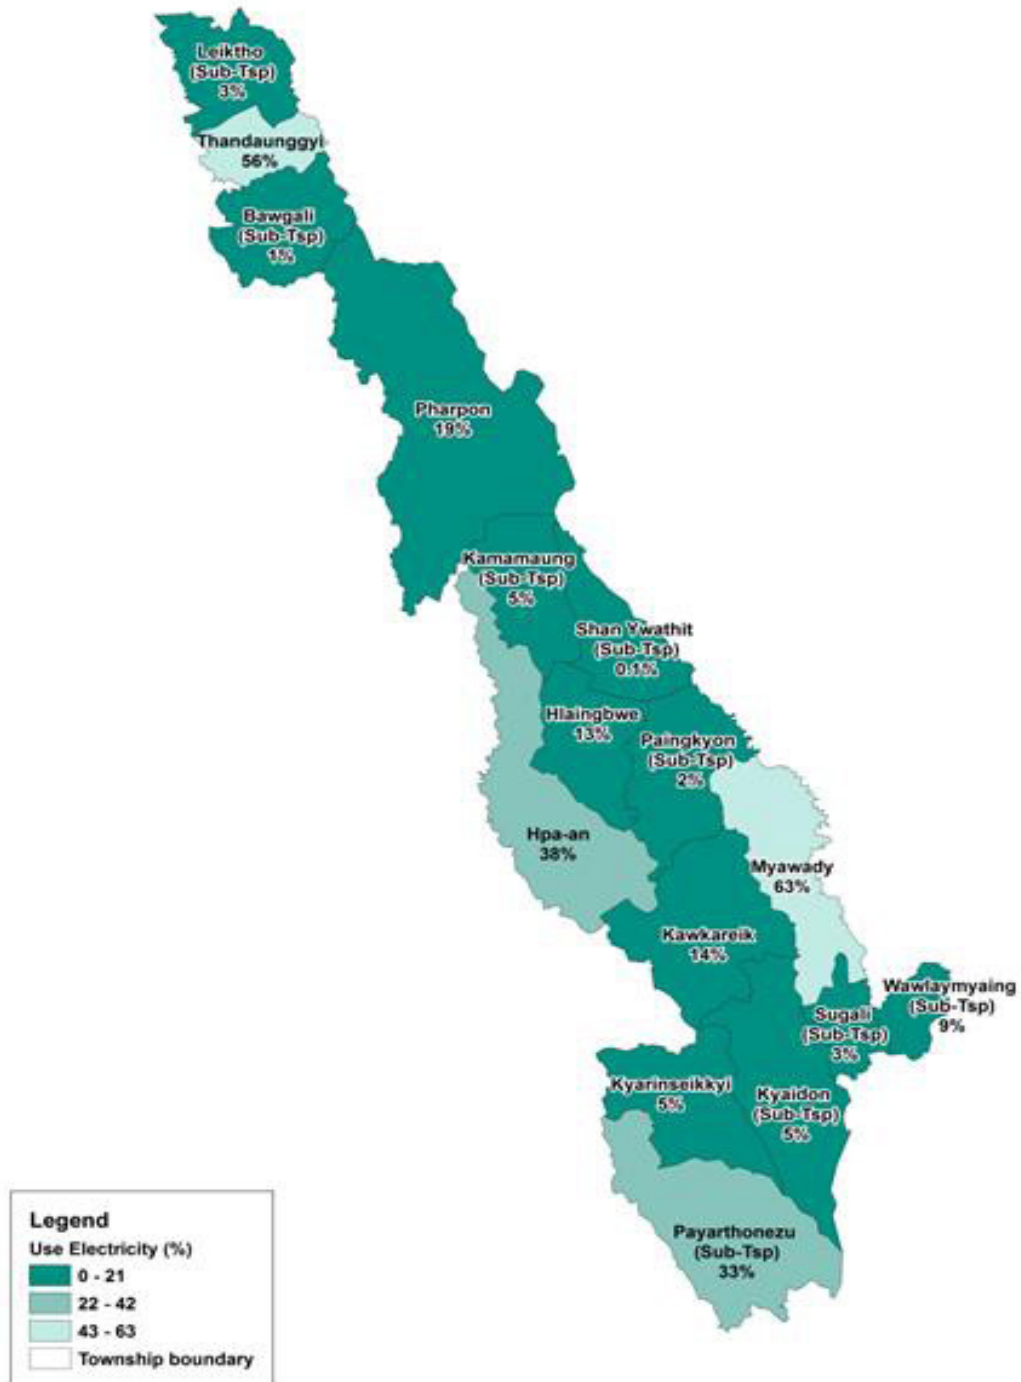 Leiktho
(Sub-Tsp)
3%
Thandaunggyi
56%
Bawgali
(Sub-Tsp)
1%
Pharpon
19%
Kamamaung
(Sub-Tsp)
5%
Shan Ywathit
(Sub-Tsp)
0.1%
Hlaingbwe
13%
Paingkyon
(Sub-Tsp)
2%
Hpa-an
38%
Myawady
63%
Kawkareik
14%
Wawlaymyaing
(Sub-Tsp)
9%
Sugali
(Sub-Tsp)
3%
Kyarinseikkyi
5%
Kyaidon
(Sub-Tsp)
5%
Payarthonezu
(Sub-Tsp)
33%
Legend
Use Electricity (%)
0 - 21
22 - 42
43 - 63
Township boundary